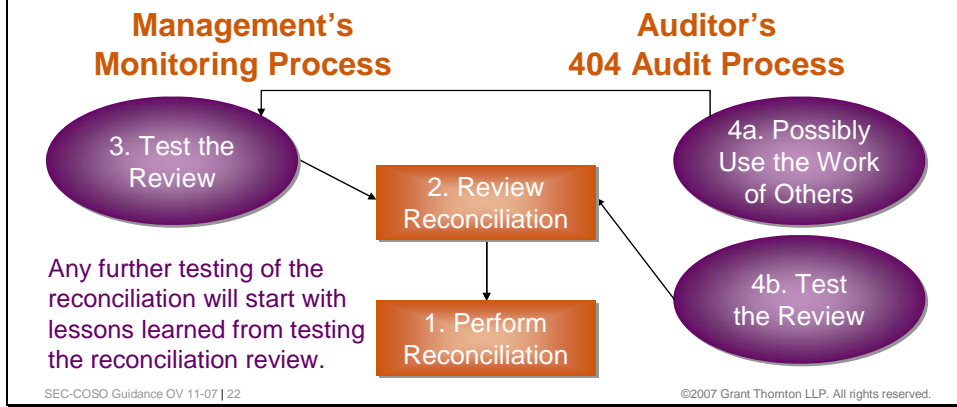 Management's
Monitoring Process
Auditor's
404 Audit Process
3. Test the
Review
4a. Possibly
Use the Work
of Others
2. Review
Reconciliation
Any further testing of the
reconciliation will start with
lessons learned from testing
the reconciliation review.
4b. Test
the Review
1. Perform
Reconciliation
SEC-COSO Guidance OV 11-07 | 22
©2007 Grant Thornton LLP. All rights reserved.